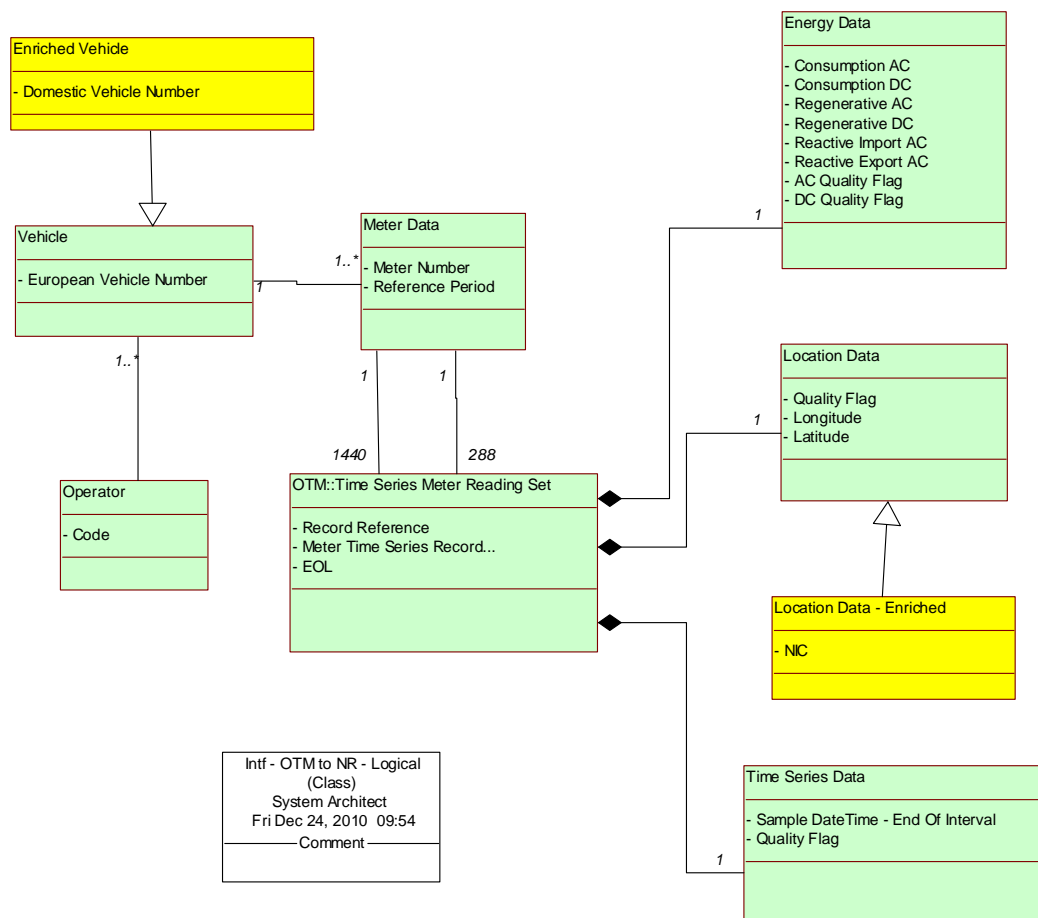 Energy Data
- Consumption AC
- Consumption DC
- Regenerative AC
- Regenerative DC
- Reactive Import AC
- Reactive Export AC
- AC Quality Flag
- DC Quality Flag
1
Enriched Vehicle
- Domestic Vehicle Number
Vehicle
- European Vehicle Number
1
1..*
Meter Data
- Meter Number
- Reference Period
1..*
1
1
1440
288
Operator
- Code
OTM::Time Series Meter Reading Set
- Record Reference
- Meter Time Series Record...
- EOL
Location Data
- Quality Flag
- Longitude
- Latitude
1
Location Data - Enriched
- NIC
Intf - OTM to NR - Logical
(Class)
System Architect
Fri Dec 24, 2010 09:54
Comment
Time Series Data
- Sample DateTime - End Of Interval
- Quality Flag
1